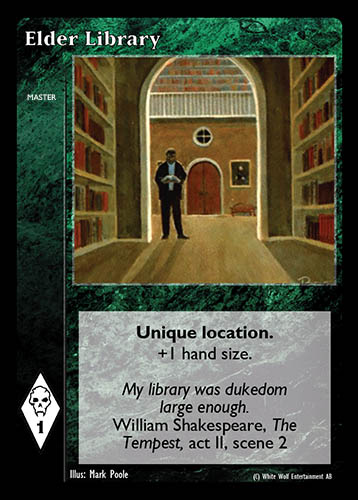 Elder Library
MASTER
Unique location.
+1 hand size.
My library was dukedom
large enough.
William Shakespeare, The
Tempest, act II, scene 2
1
Illus: Mark Poole
(C) White Wolf Entertainment AB